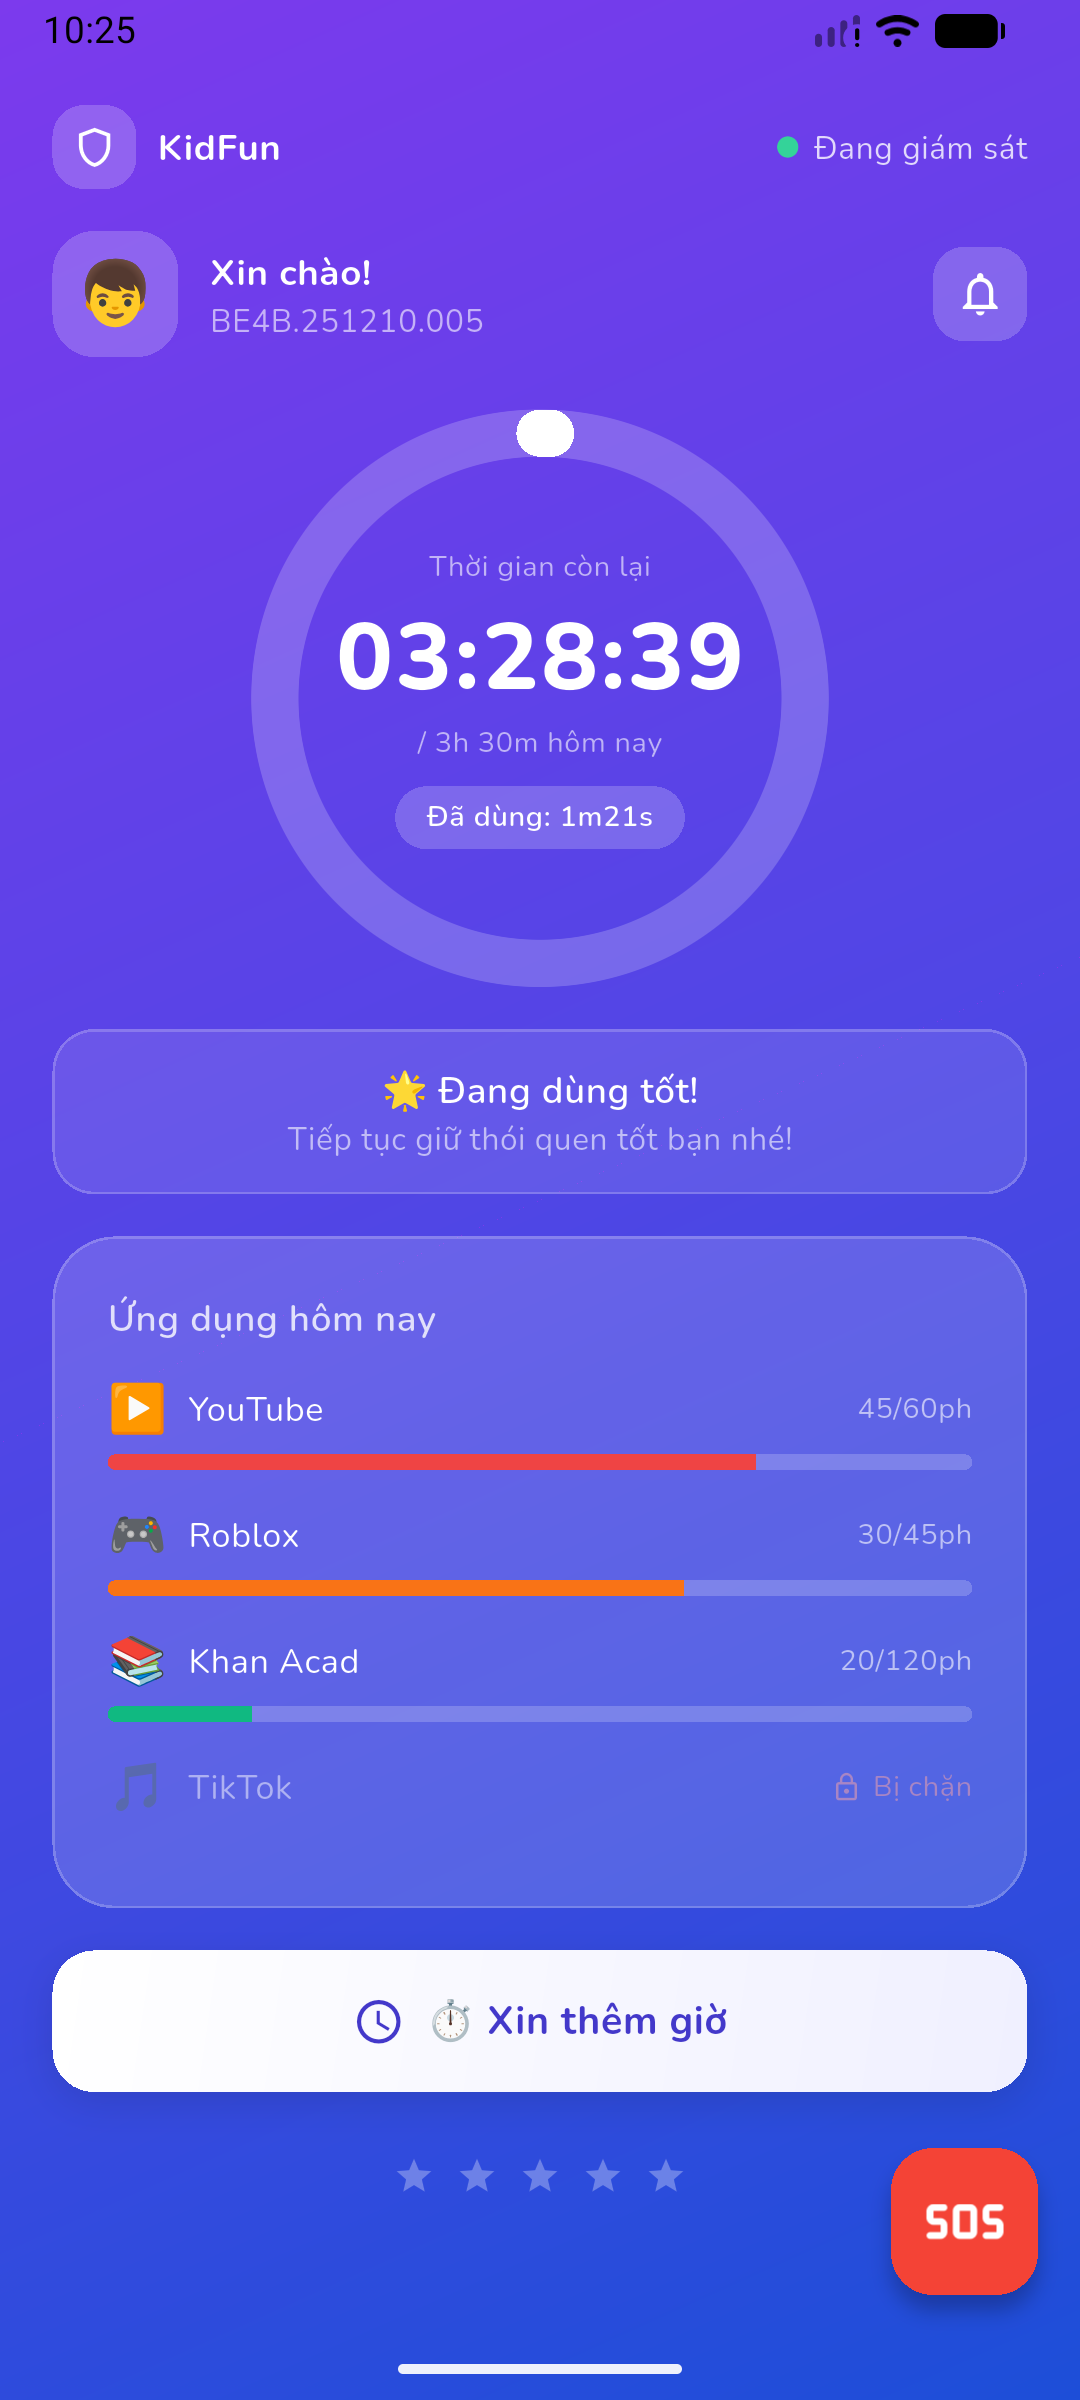 10:25
KidFun
Đang giám sát
Xin chào!
BE4B.251210.005
Thời gian còn lại
03:28:39
/ 3h 30m hôm nay
Đã dùng: 1m21s
🌟 Đang dùng tốt!
Tiếp tục giữ thói quen tốt bạn nhé!
Ứng dụng hôm nay
YouTube 45/60ph
Roblox 30/45ph
Khan Acad 20/120ph
TikTok Bị chặn
⏱️ Xin thêm giờ
SOS